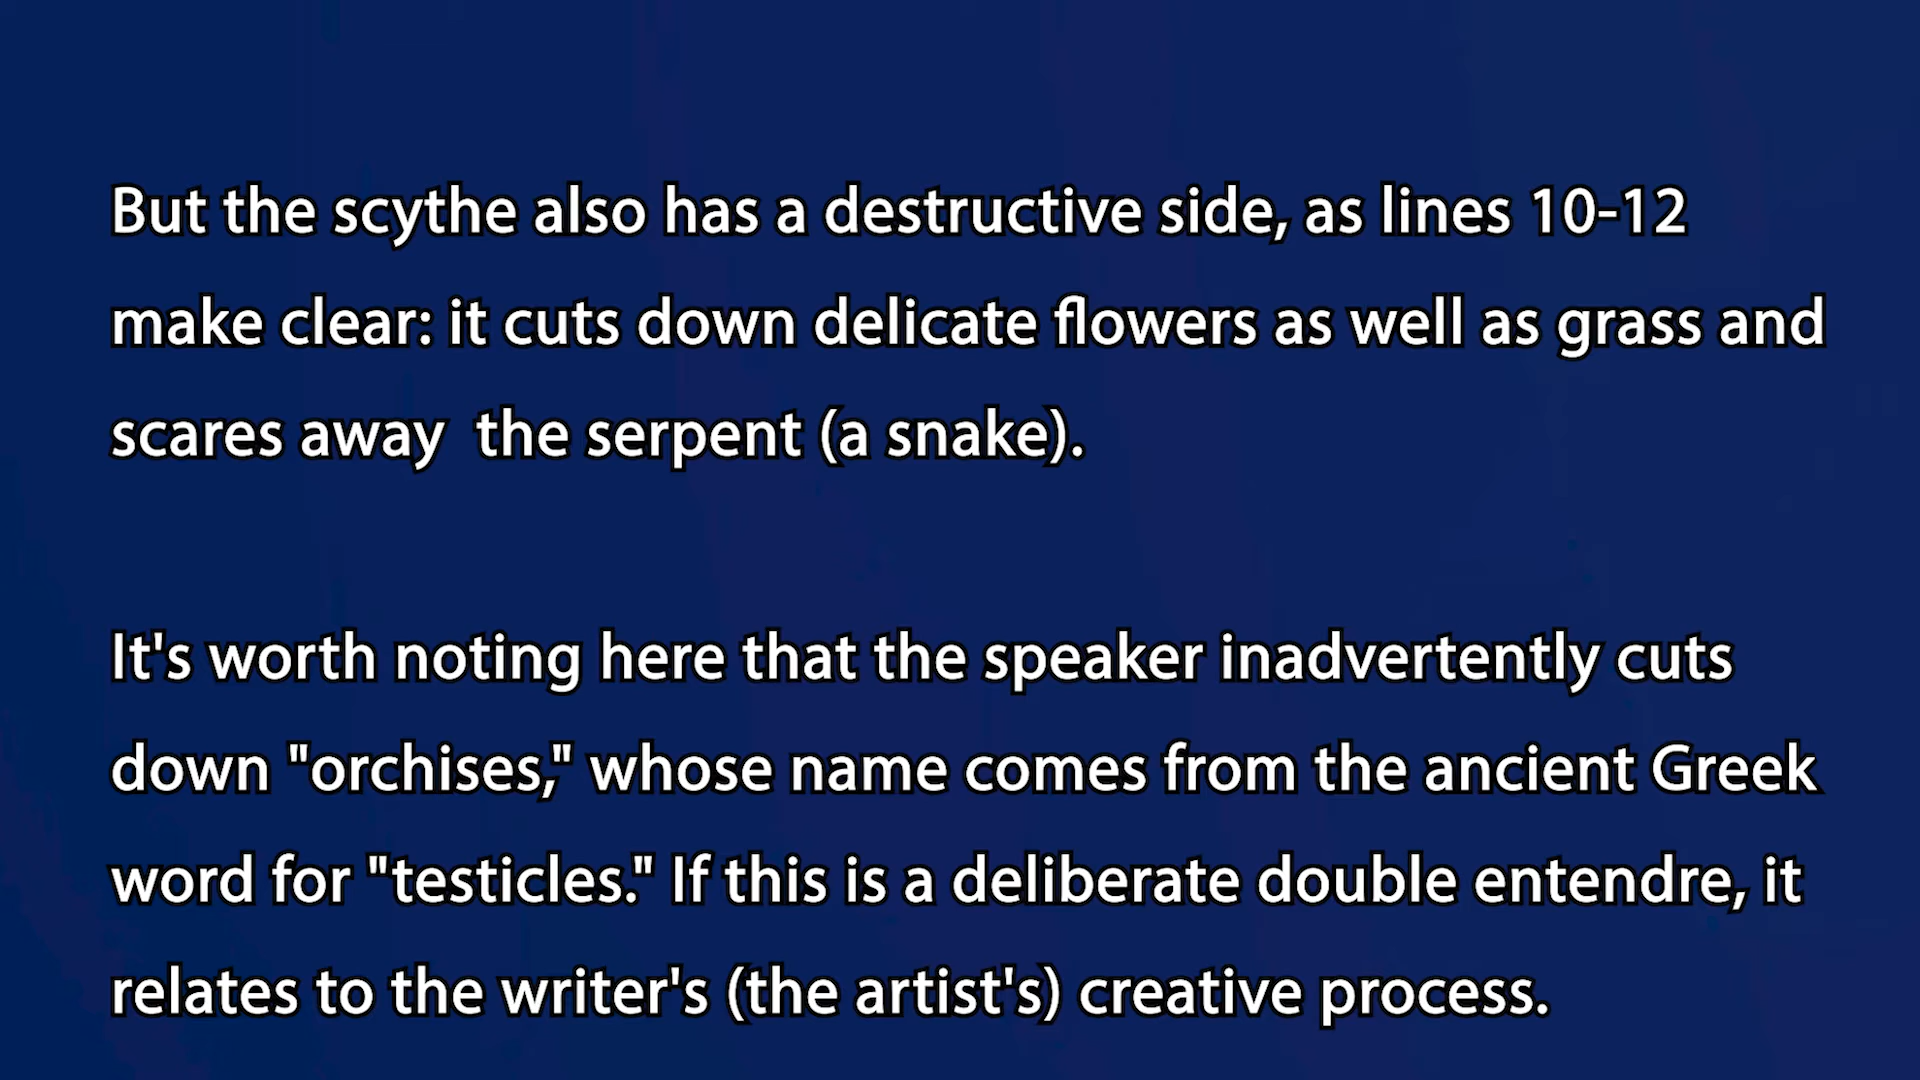 But the scythe also has a destructive side, as lines 10-12
make clear: it cuts down delicate flowers as well as grass and
scares away  the serpent (a snake).
It's worth noting here that the speaker inadvertently cuts
down "orchises," whose name comes from the ancient Greek
word for "testicles." If this is a deliberate double entendre, it
relates to the writer's (the artist's) creative process.